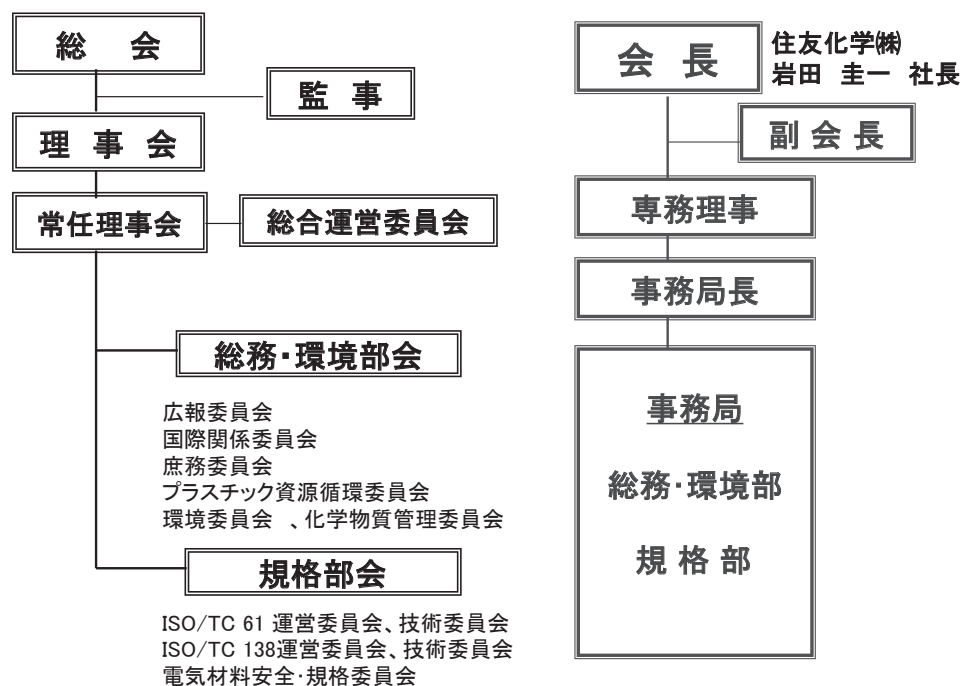 総 会
監 事
理 事 会
常任理事会
総合運営委員会
総務・環境部会
広報委員会
国際関係委員会
庶務委員会
プラスチック資源循環委員会
環境委員会 、化学物質管理委員会
規格部会
ISO/TC 61 運営委員会、技術委員会
ISO/TC 138運営委員会、技術委員会
電気材料安全・規格委員会
会 長
住友化学㈱
岩田 圭一 社長
副 会 長
専務理事
事務局長
事務局
総務・環境部
規 格 部